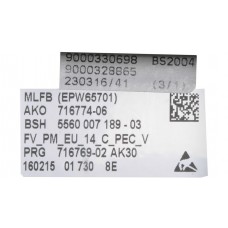 9000330698 BS2004
9000328865
230316/41 (3/1)
MLFB (EPW65701)
AKO 716774-06
BSH 5560 007 189 - 03
FV_PM_EU_14_C_PEC_V
PRG 716769-02 AK30
160215 01 730 8E